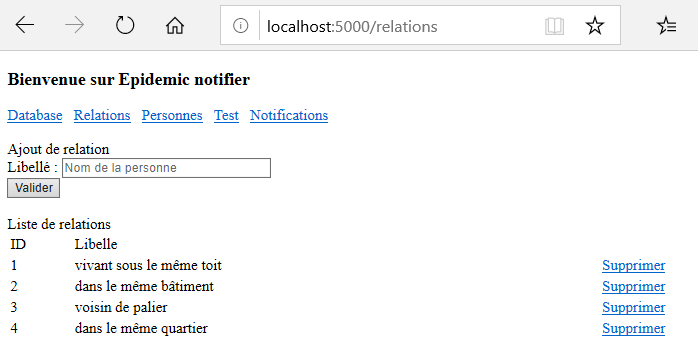 localhost:5000/relations
Bienvenue sur Epidemic notifier
Database Relations Personnes Test Notifications
Ajout de relation
Libellé : Nom de la personne
Valider
Liste de relations
ID Libelle
1 vivant sous le même toit Supprimer
2 dans le même bâtiment Supprimer
3 voisin de palier Supprimer
4 dans le même quartier Supprimer